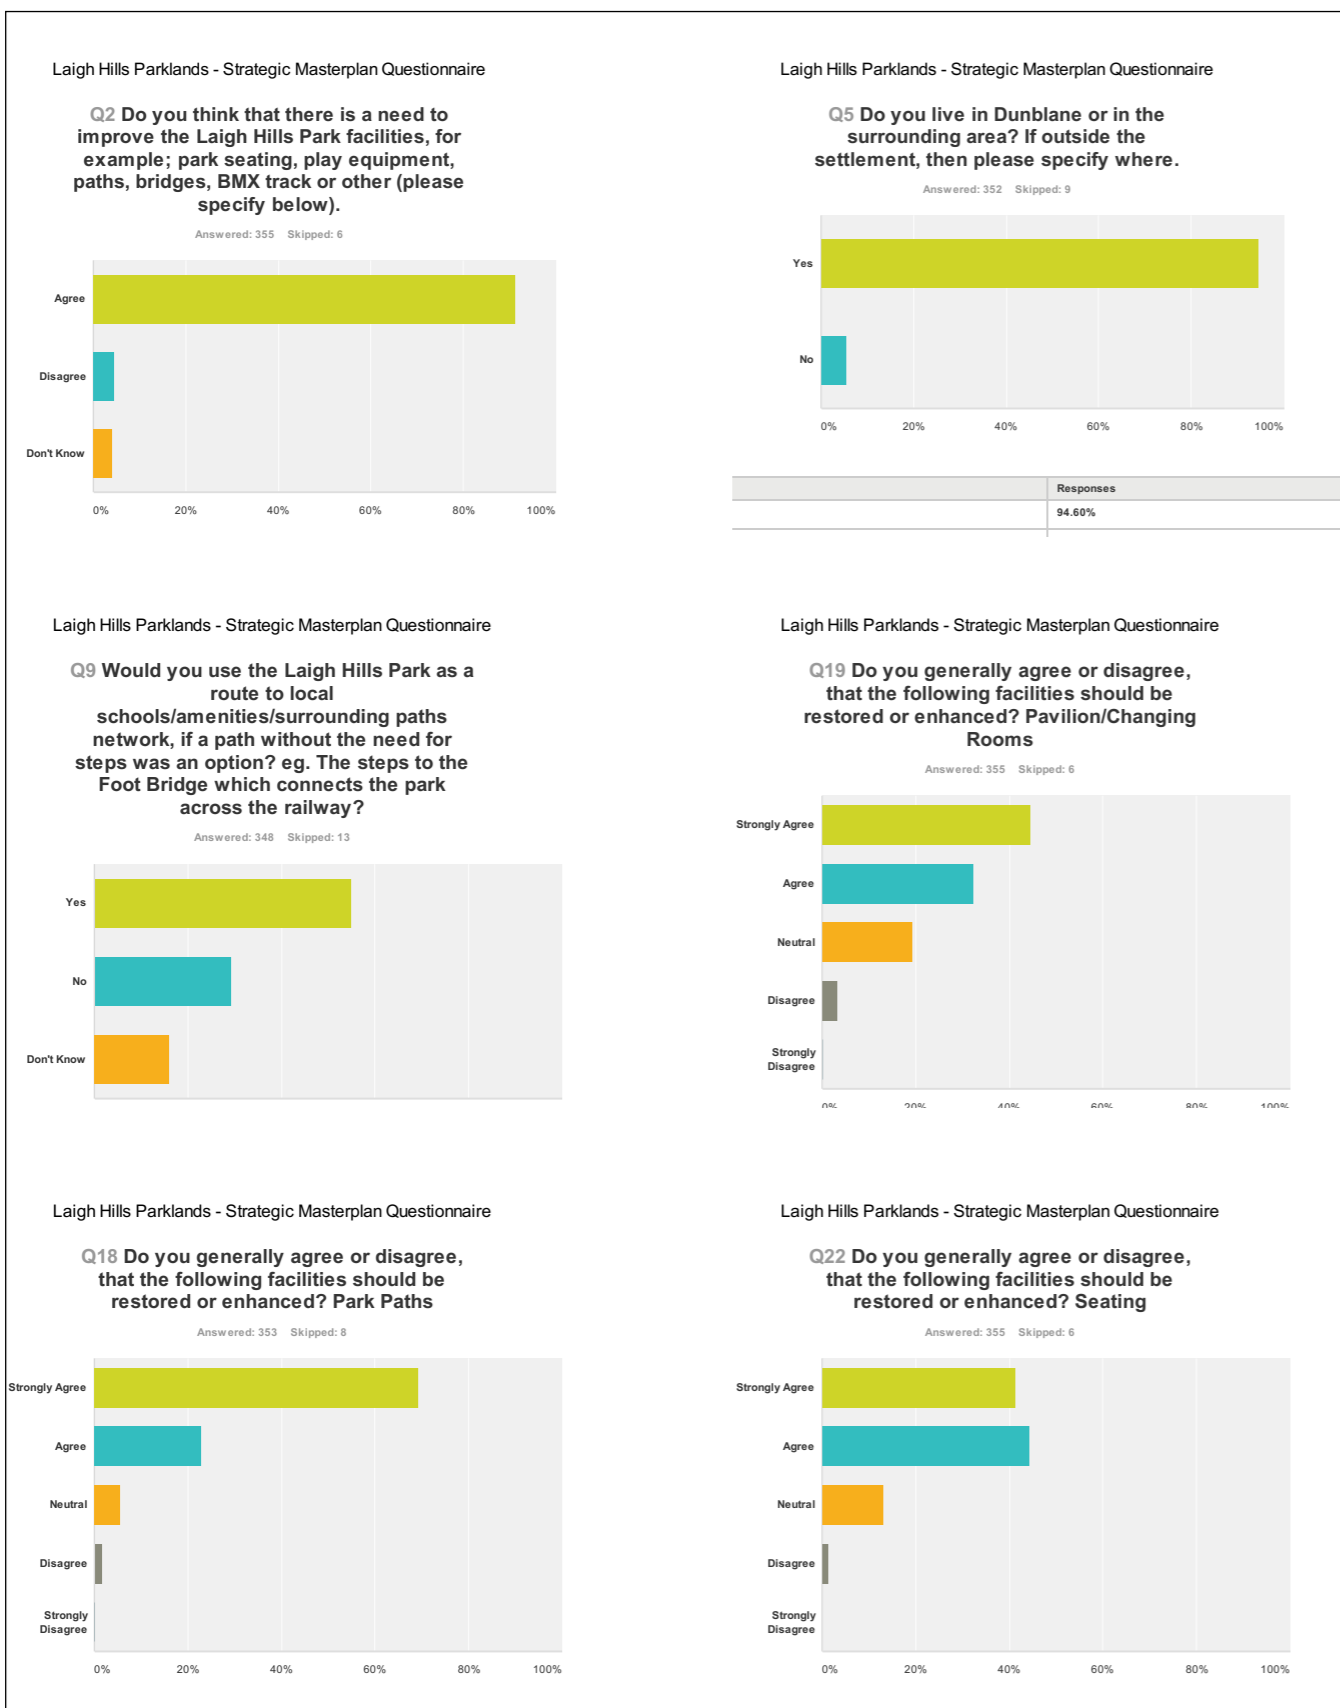 Laigh Hills Parklands - Strategic Masterplan Questionnaire
Q2 Do you think that there is a need to
improve the Laigh Hills Park facilities, for
example; park seating, play equipment,
paths, bridges, BMX track or other (please
specify below).
Answered: 355 Skipped: 6
Agree
Disagree
Don't Know
0% 20% 40% 60% 80% 100%
Laigh Hills Parklands - Strategic Masterplan Questionnaire
Q5 Do you live in Dunblane or in the
surrounding area? If outside the
settlement, then please specify where.
Answered: 352 Skipped: 9
Yes
No
0% 20% 40% 60% 80% 100%
Responses
94.60%
Laigh Hills Parklands - Strategic Masterplan Questionnaire
Q9 Would you use the Laigh Hills Park as a
route to local
schools/amenities/surrounding paths
network, if a path without the need for
steps was an option? eg. The steps to the
Foot Bridge which connects the park
across the railway?
Answered: 348 Skipped: 13
Yes
No
Don't Know
Laigh Hills Parklands - Strategic Masterplan Questionnaire
Q19 Do you generally agree or disagree,
that the following facilities should be
restored or enhanced? Pavilion/Changing
Rooms
Answered: 355 Skipped: 6
Strongly Agree
Agree
Neutral
Disagree
Strongly
Disagree
0% 20% 40% 60% 80% 100%
Laigh Hills Parklands - Strategic Masterplan Questionnaire
Q18 Do you generally agree or disagree,
that the following facilities should be
restored or enhanced? Park Paths
Answered: 353 Skipped: 8
Strongly Agree
Agree
Neutral
Disagree
Strongly
Disagree
0% 20% 40% 60% 80% 100%
Laigh Hills Parklands - Strategic Masterplan Questionnaire
Q22 Do you generally agree or disagree,
that the following facilities should be
restored or enhanced? Seating
Answered: 355 Skipped: 6
Strongly Agree
Agree
Neutral
Disagree
Strongly
Disagree
0% 20% 40% 60% 80% 100%